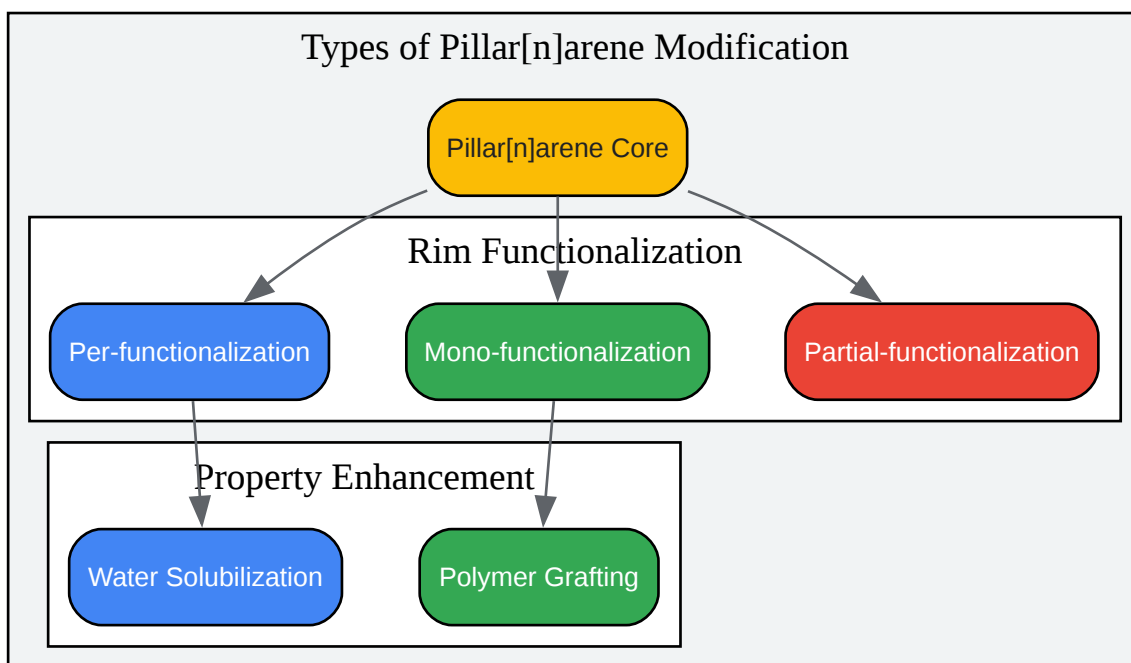 Types of Pillar[n]arene Modification
Pillar[n]arene Core
Rim Functionalization
Per-functionalization
Mono-functionalization
Partial-functionalization
Property Enhancement
Water Solubilization
Polymer Grafting